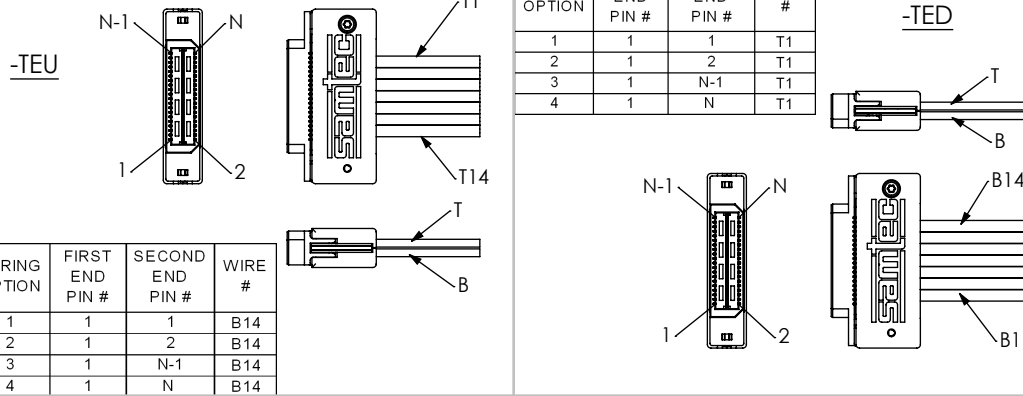 -TEU
N-1
N
1
2
samtec
T1
T14
T
B
FIRST END PIN #
SECOND END PIN #
WIRE #
1 1 1 B14
2 1 2 B14
3 1 N-1 B14
4 1 N B14
OPTION
END PIN #
END PIN #
#
1 1 1 T1
2 1 2 T1
3 1 N-1 T1
4 1 N T1
-TED
T
B
N-1
N
1
2
samtec
B14
B1